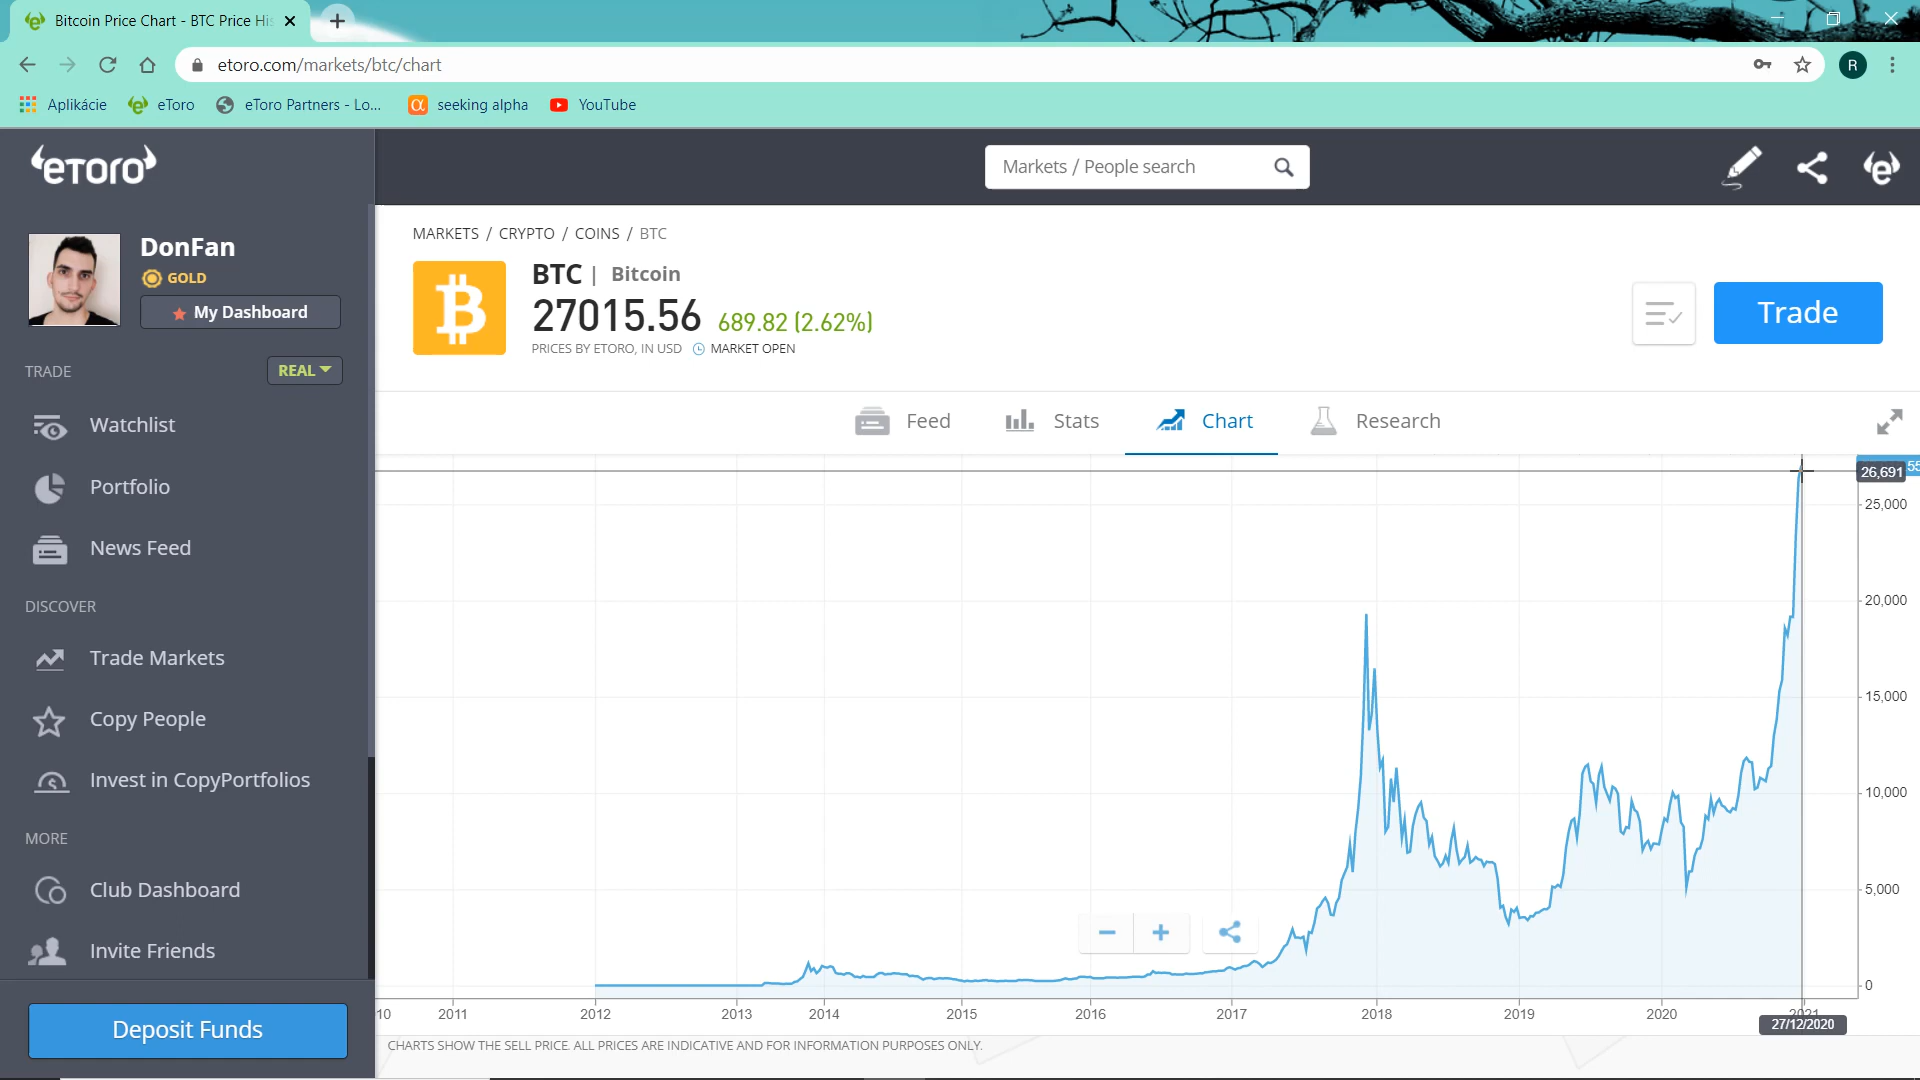 Bitcoin Price Chart - BTC Price His
etoro.com/markets/btc/chart
R
Aplikácie
eToro
eToro Partners - Lo...
seeking alpha
YouTube
eTORO
Markets / People search
DonFan
GOLD
My Dashboard
TRADE
REAL
Watchlist
Portfolio
News Feed
DISCOVER
Trade Markets
Copy People
Invest in CopyPortfolios
MORE
Club Dashboard
Invite Friends
Deposit Funds
MARKETS / CRYPTO / COINS / BTC
BTC | Bitcoin
27015.56 689.82 (2.62%)
PRICES BY ETORO, IN USD MARKET OPEN
Trade
Feed
Stats
Chart
Research
26,691
25,000
20,000
15,000
10,000
5,000
0
10 2011 2012 2013 2014 2015 2016 2017 2018 2019 2020 2021
27/12/2020
CHARTS SHOW THE SELL PRICE. ALL PRICES ARE INDICATIVE AND FOR INFORMATION PURPOSES ONLY.